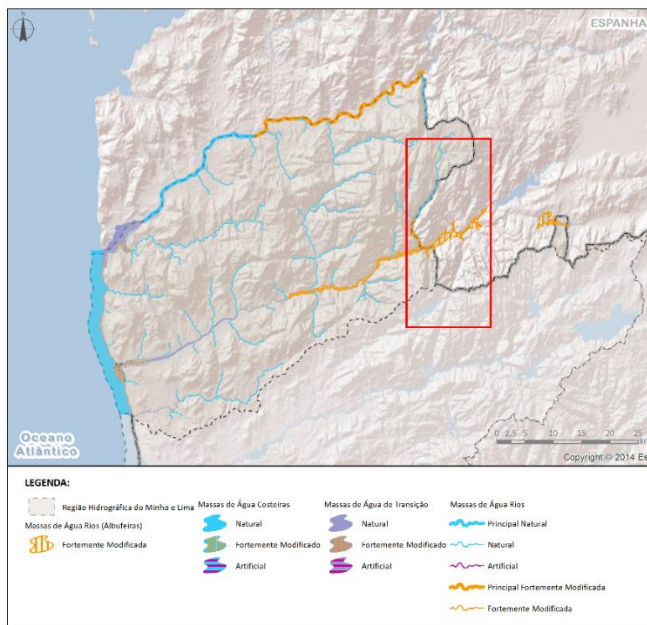 ESPANHA
Oceano
Atlântico
0 2,5 5 10 15 20 25
Copyright © 2014 Es
LEGENDA:
Região Hidrográfica do Minho e Lima
Massas de Água Rios (Albufeiras)
Fortemente Modificada
Massas de Água Costeiras
Natural
Fortemente Modificado
Artificial
Massas de Água de Transição
Natural
Fortemente Modificado
Artificial
Massas de Água Rios
Principal Natural
Natural
Artificial
Principal Fortemente Modificada
Fortemente Modificada